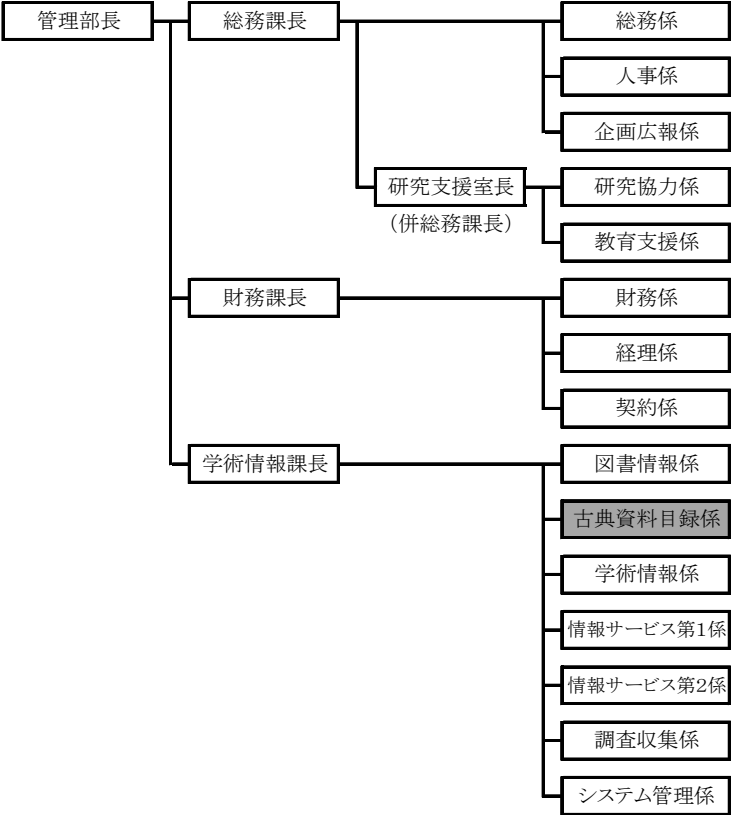 管理部長
総務課長
総務係
人事係
企画広報係
研究支援室長
（併総務課長）
研究協力係
教育支援係
財務課長
財務係
経理係
契約係
学術情報課長
図書情報係
古典資料目録係
学術情報係
情報サービス第1係
情報サービス第2係
調査収集係
システム管理係